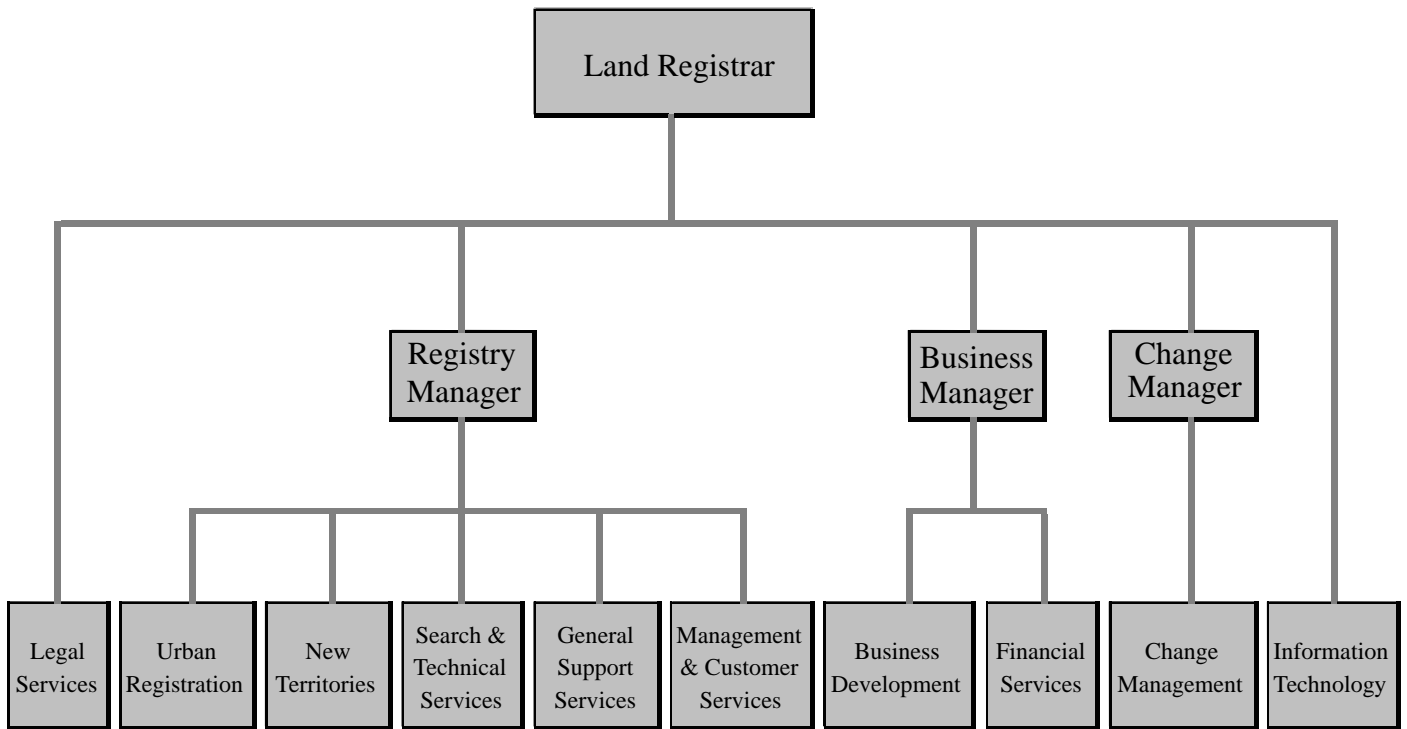 Land Registrar
Registry
Manager
Business
Manager
Change
Manager
Legal
Services
Urban
Registration
New
Territories
Search &
Technical
Services
General
Support
Services
Management
& Customer
Services
Business
Development
Financial
Services
Change
Management
Information
Technology